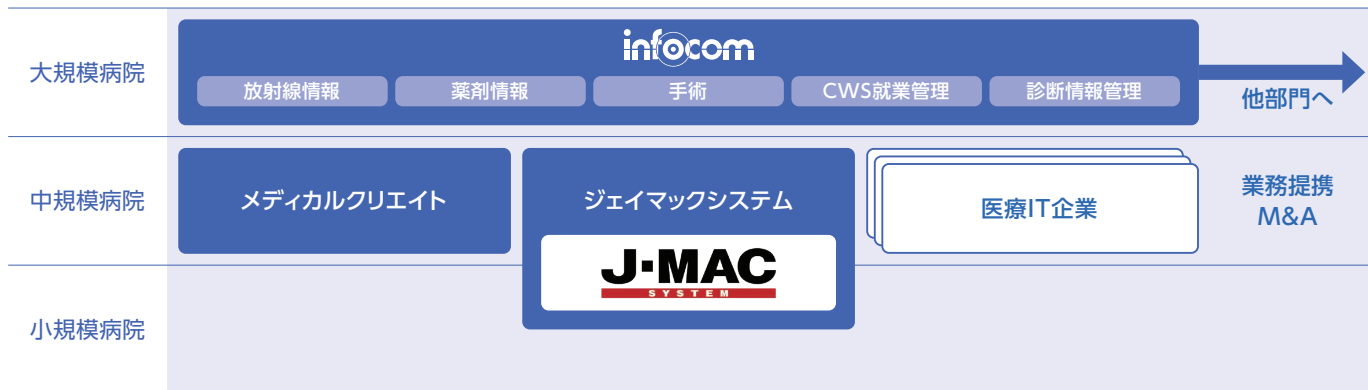 大規模病院
infocom
放射線情報
薬剤情報
手術
CWS就業管理
診断情報管理
他部門へ
中規模病院
メディカルクリエイト
ジェイマックシステム
医療IT企業
業務提携
M&A
J・MAC
SYSTEM
小規模病院